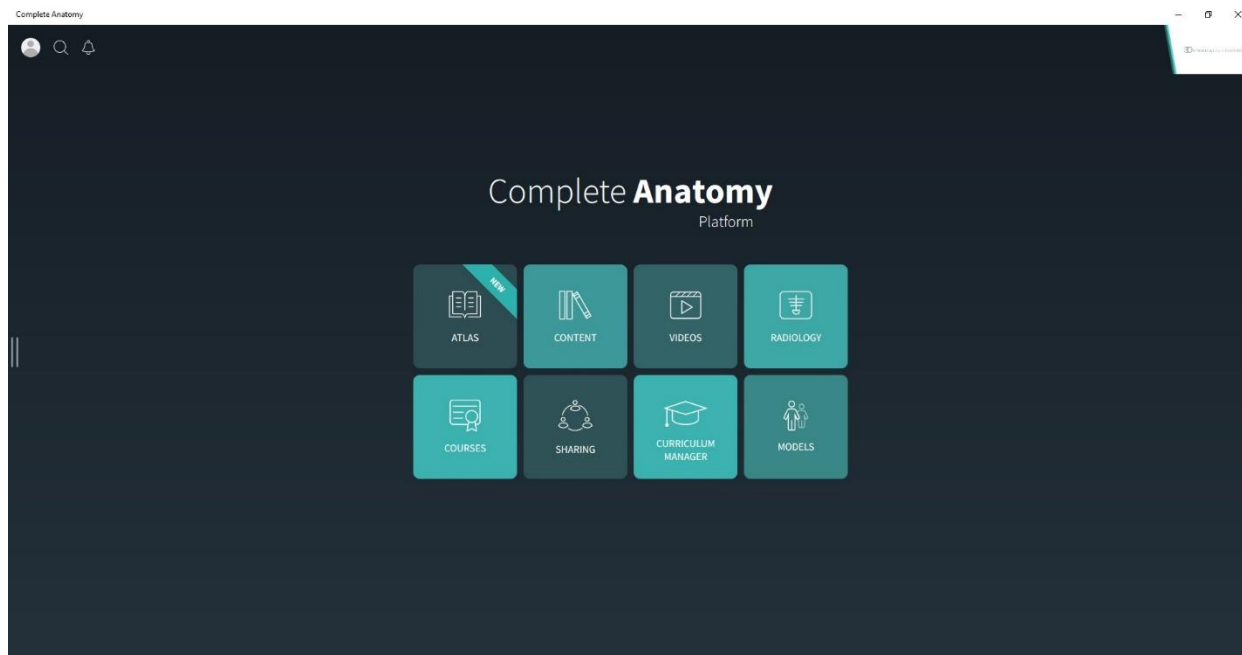 Complete Anatomy
Complete Anatomy
Platform
NEW
ATLAS
CONTENT
VIDEOS
RADIOLOGY
COURSES
SHARING
CURRICULUM
MANAGER
MODELS